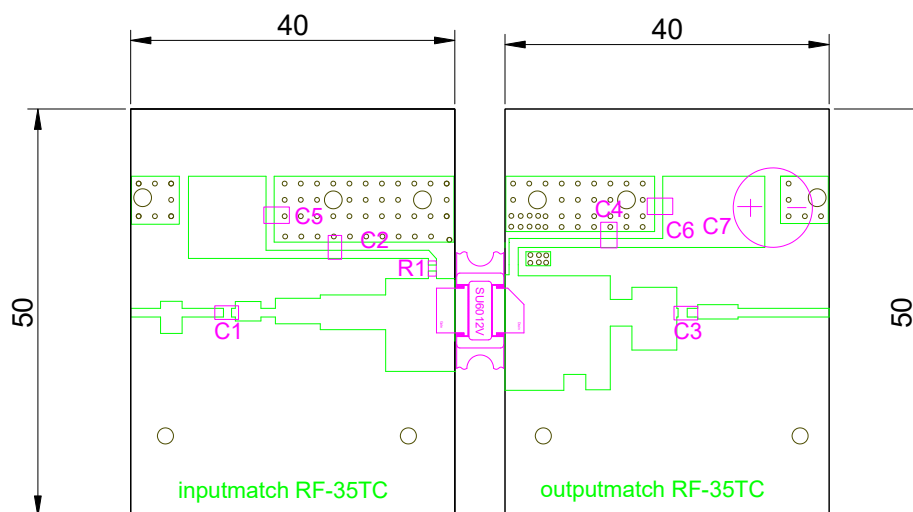 40
40
50
50
C5
C2
R1
C1
SU6012V
C4
C6
C7
+
−
C3
inputmatch RF-35TC
outputmatch RF-35TC